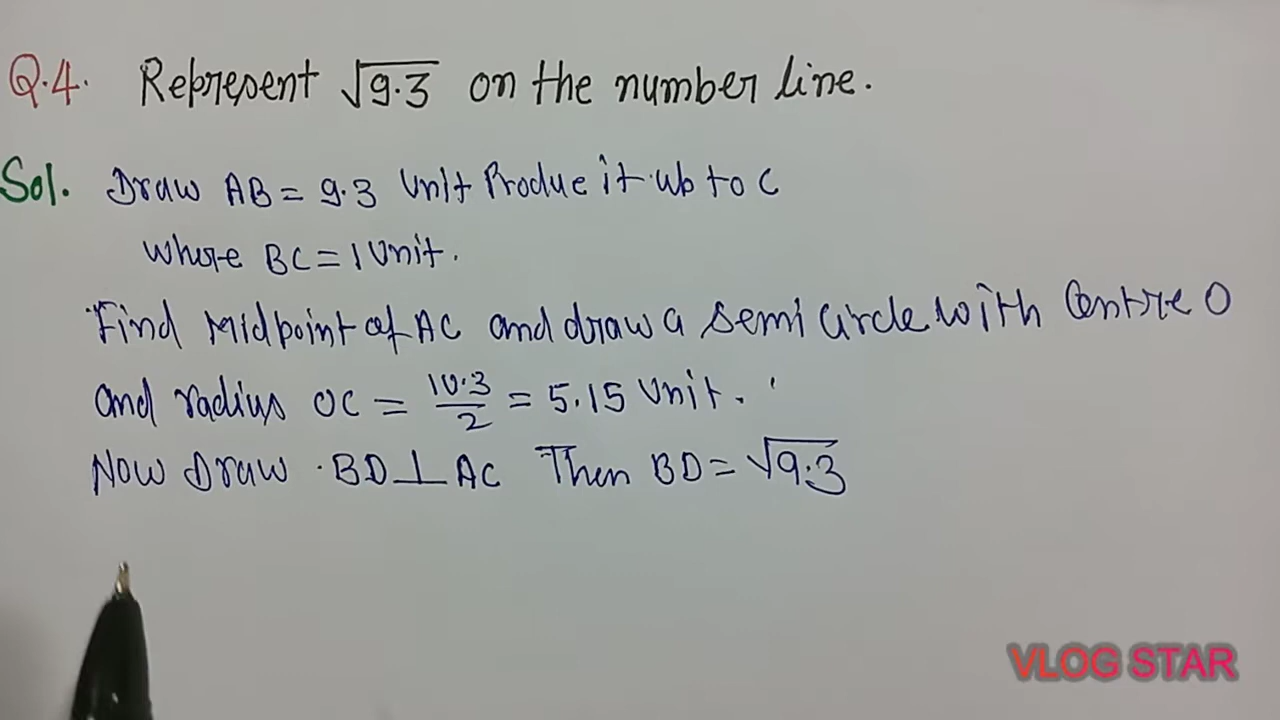 Q.4. Represent √9.3 on the number line.
Sol. Draw AB = 9.3 Unit Produe it up to C
where BC = 1 Unit.
Find Midpoint of AC and draw a semi circle with Centre O
and radius OC = 10.3/2 = 5.15 Unit.
Now Draw BD ⊥ AC Then BD = √9.3
VLOG STAR